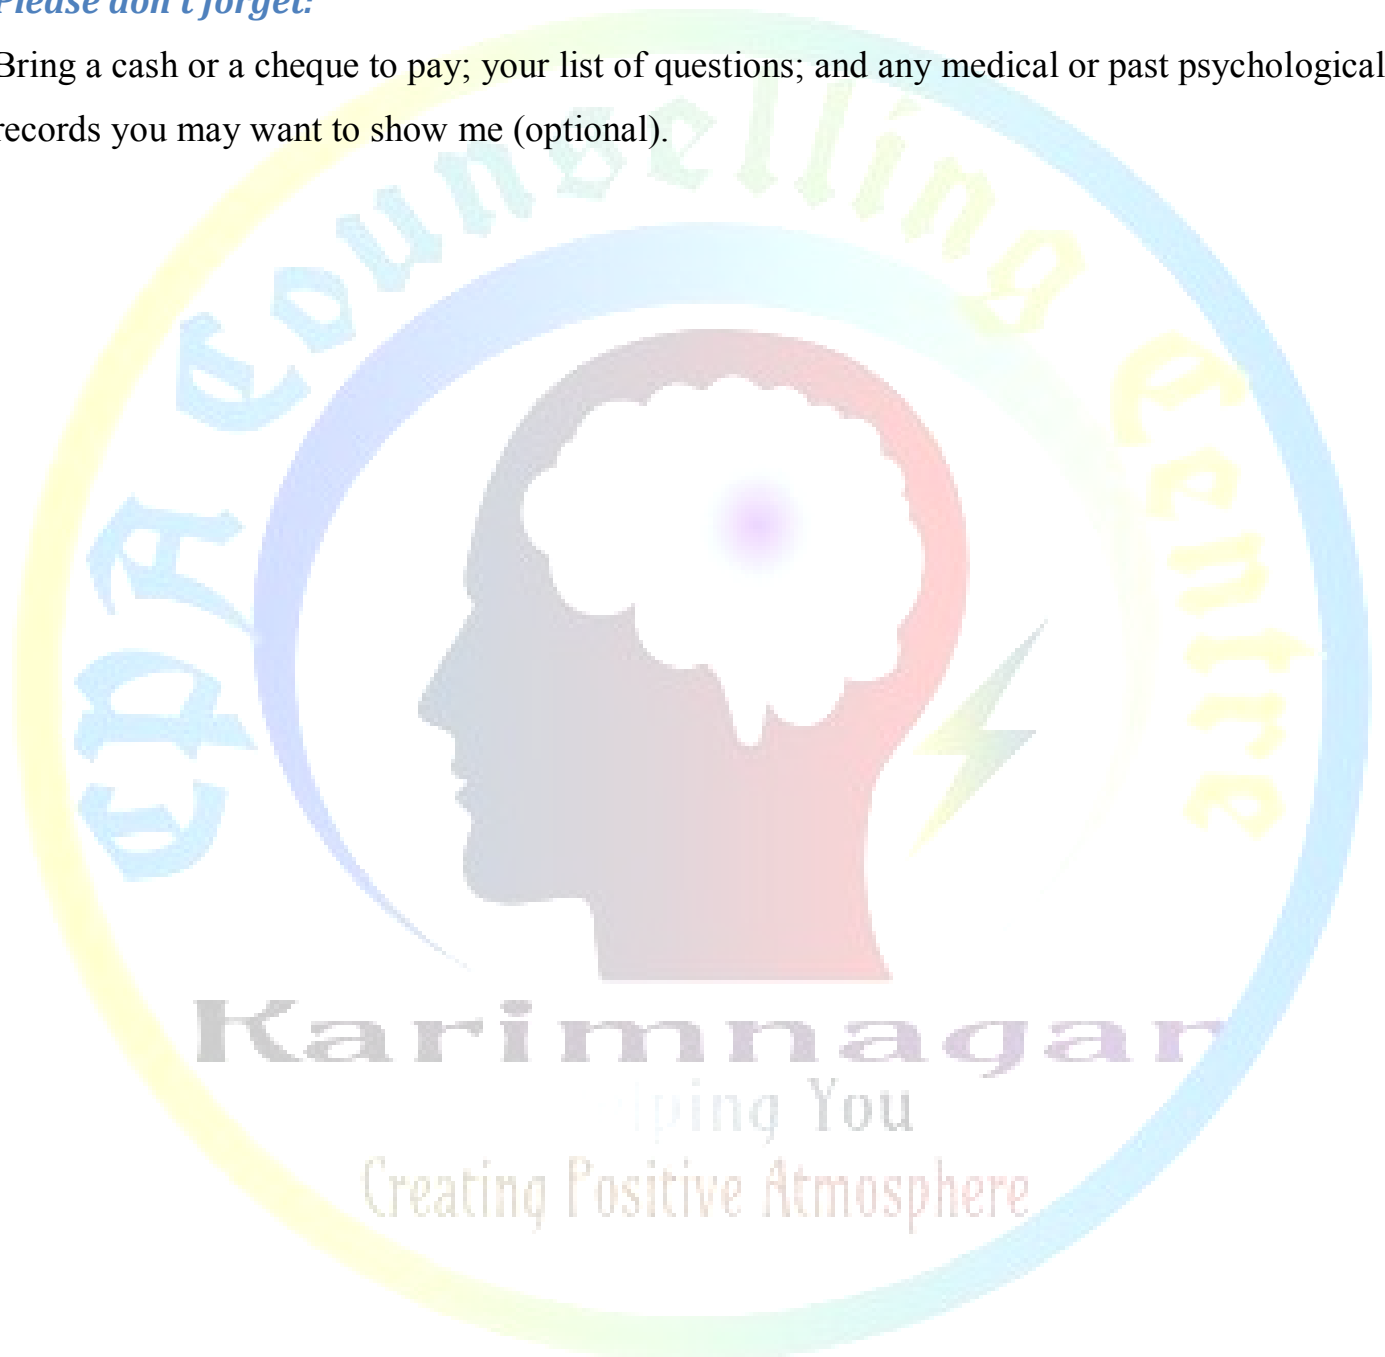 Please don't forget:
Bring a cash or a cheque to pay; your list of questions; and any medical or past psychological
records you may want to show me (optional).
CPA Counselling Centre
Karimnagar
You
Creating Positive Atmosphere